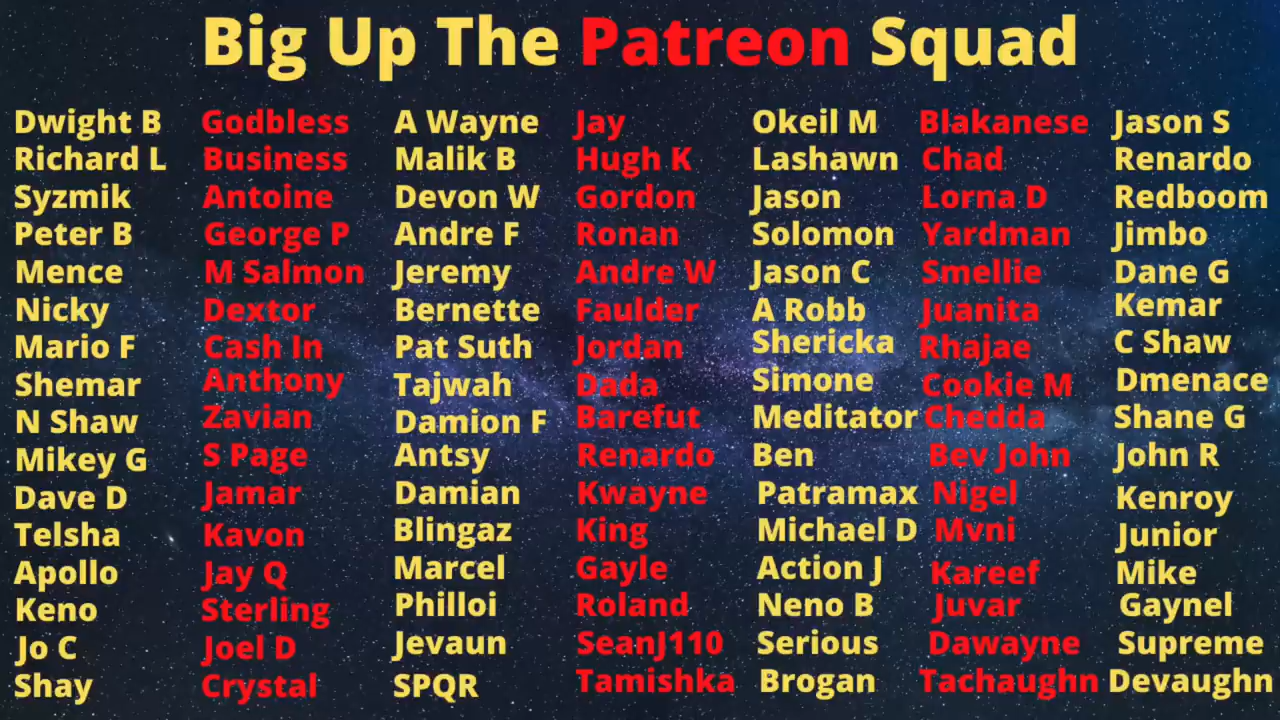 Big Up The Patreon Squad
Dwight B Godbless A Wayne Jay Okeil M Blakanese Jason S
Richard L Business Malik B Hugh K Lashawn Chad Renardo
Syzmik Antoine Devon W Gordon Jason Lorna D Redboom
Peter B George P Andre F Ronan Solomon Yardman Jimbo
Mence M Salmon Jeremy Andre W Jason C Smellie Dane G
Nicky Dextor Bernette Faulder A Robb Juanita Kemar
Mario F Cash In Pat Suth Jordan Shericka Rhajae C Shaw
Shemar Anthony Tajwah Dada Simone Cookie M Dmenace
N Shaw Zavian Damion F Barefut Meditator Chedda Shane G
Mikey G S Page Antsy Renardo Ben Bev John John R
Dave D Jamar Damian Kwayne Patramax Nigel Kenroy
Telsha Kavon Blingaz King Michael D Mvni Junior
Apollo Jay Q Marcel Gayle Action J Kareef Mike
Keno Sterling Philloi Roland Neno B Juvar Gaynel
Jo C Joel D Jevaun SeanJ110 Serious Dawayne Supreme
Shay Crystal SPQR Tamishka Brogan Tachaughn Devaughn